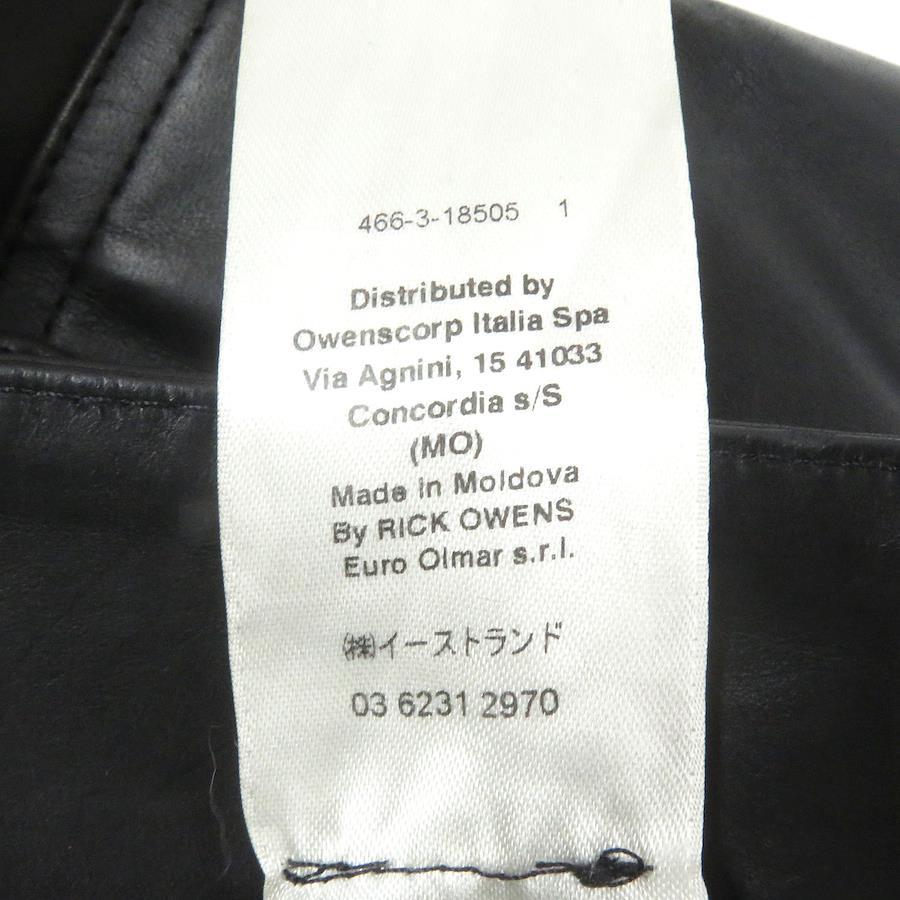 466-3-18505 1
Distributed by
Owenscorp Italia Spa
Via Agnini, 15 41033
Concordia s/S
(MO)
Made in Moldova
By RICK OWENS
Euro Olmar s.r.l.
㈱イーストランド
03 6231 2970